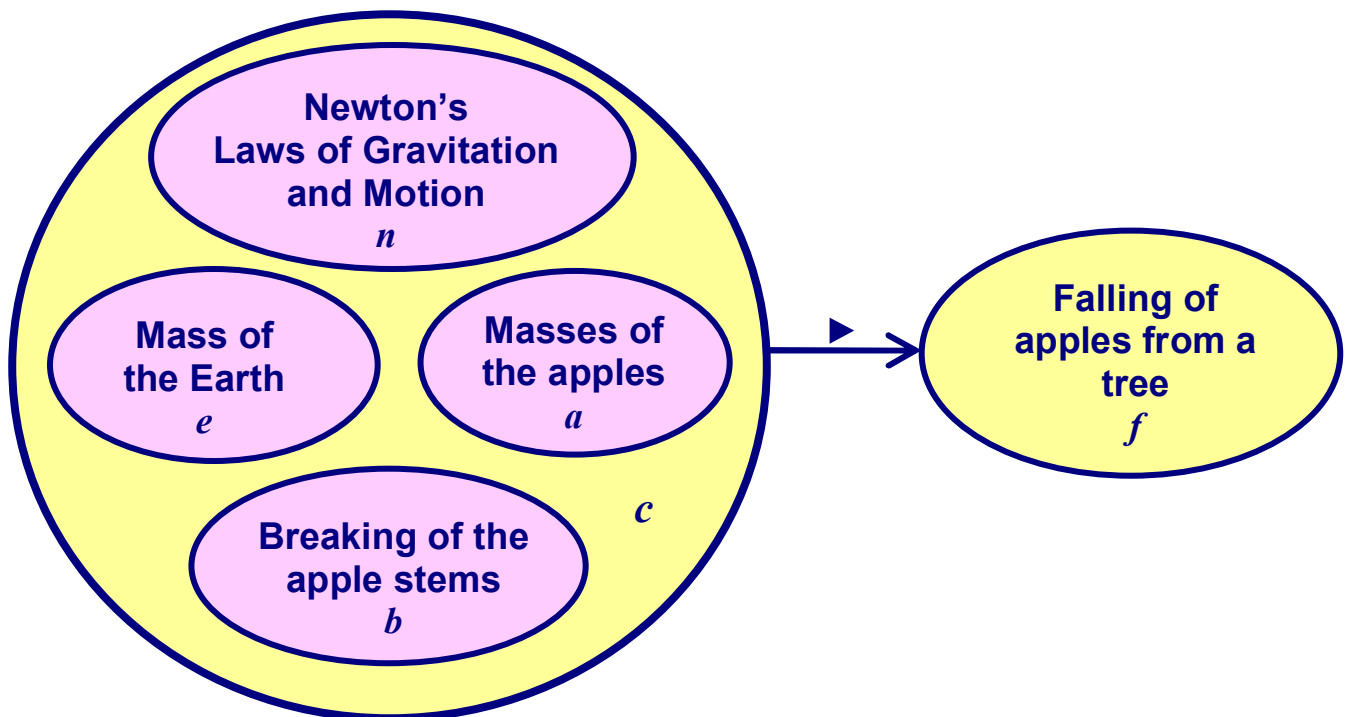 Newton’s
Laws of Gravitation
and Motion
n
Mass of
the Earth
e
Masses of
the apples
a
Breaking of the
apple stems
b
c
Falling of
apples from a
tree
f